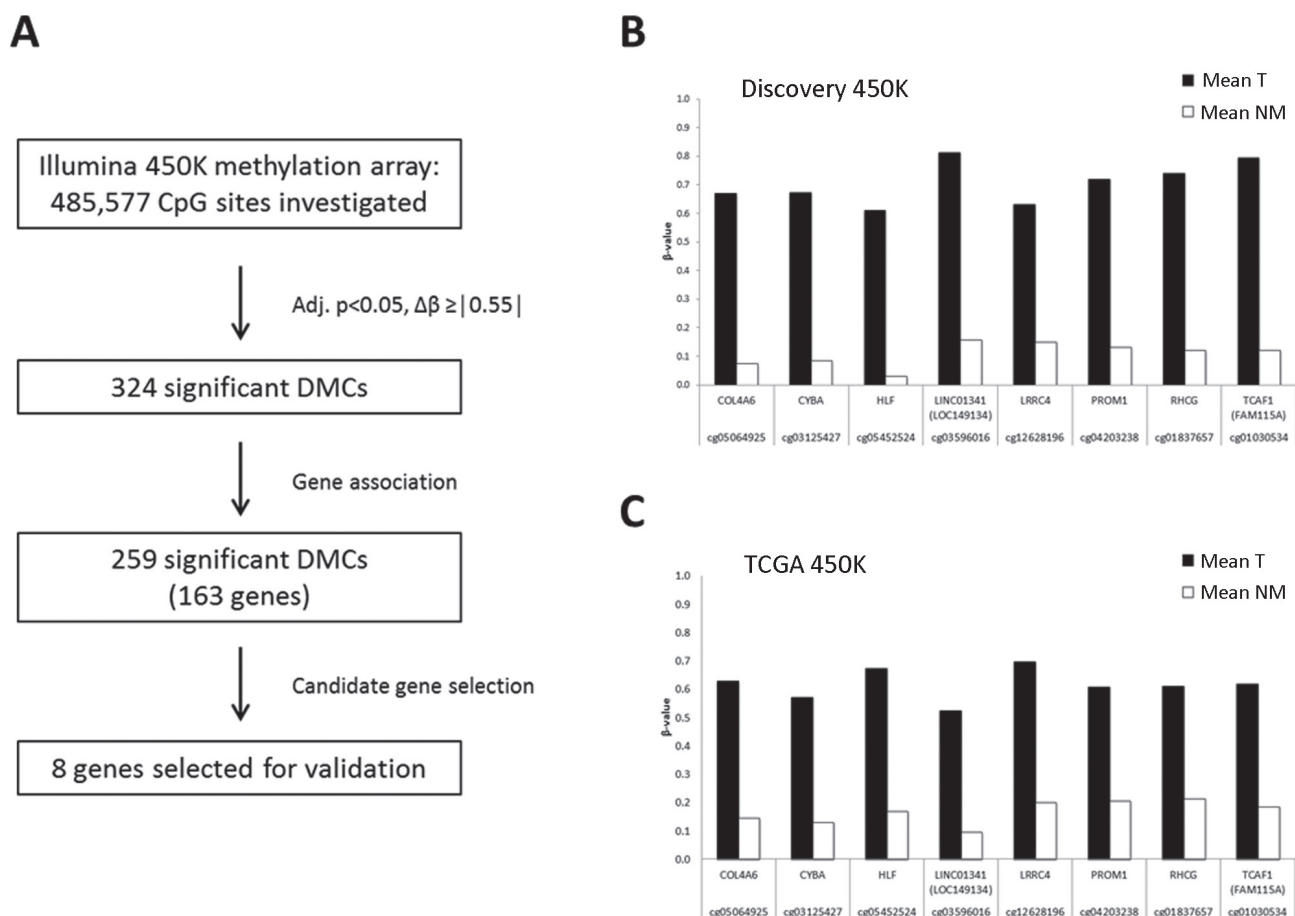 A
Illumina 450K methylation array:
485,577 CpG sites investigated
Adj. p<0.05, Δβ ≥|0.55|
324 significant DMCs
Gene association
259 significant DMCs
(163 genes)
Candidate gene selection
8 genes selected for validation
B
Discovery 450K
Mean T
Mean NM
1.0
0.9
0.8
0.7
0.6
0.5
0.4
0.3
0.2
0.1
0.0
β-value
COL4A6 CYBA HLF LINC01341 LRRC4 PROM1 RHCG TCAF1
(LOC149134) (FAM115A)
cg05064925 cg03125427 cg05452524 cg03596016 cg12628196 cg04203238 cg01837657 cg01030534
C
TCGA 450K
Mean T
Mean NM
1.0
0.9
0.8
0.7
0.6
0.5
0.4
0.3
0.2
0.1
0.0
β-value
COL4A6 CYBA HLF LINC01341 LRRC4 PROM1 RHCG TCAF1
(LOC149134) (FAM115A)
cg05064925 cg03125427 cg05452524 cg03596016 cg12628196 cg04203238 cg01837657 cg01030534